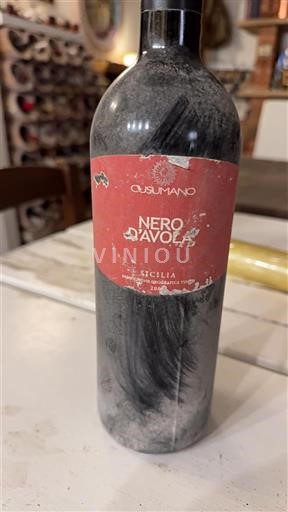 CUSUMANO
NERO
D'AVOLA
VINIOU
SICILIA